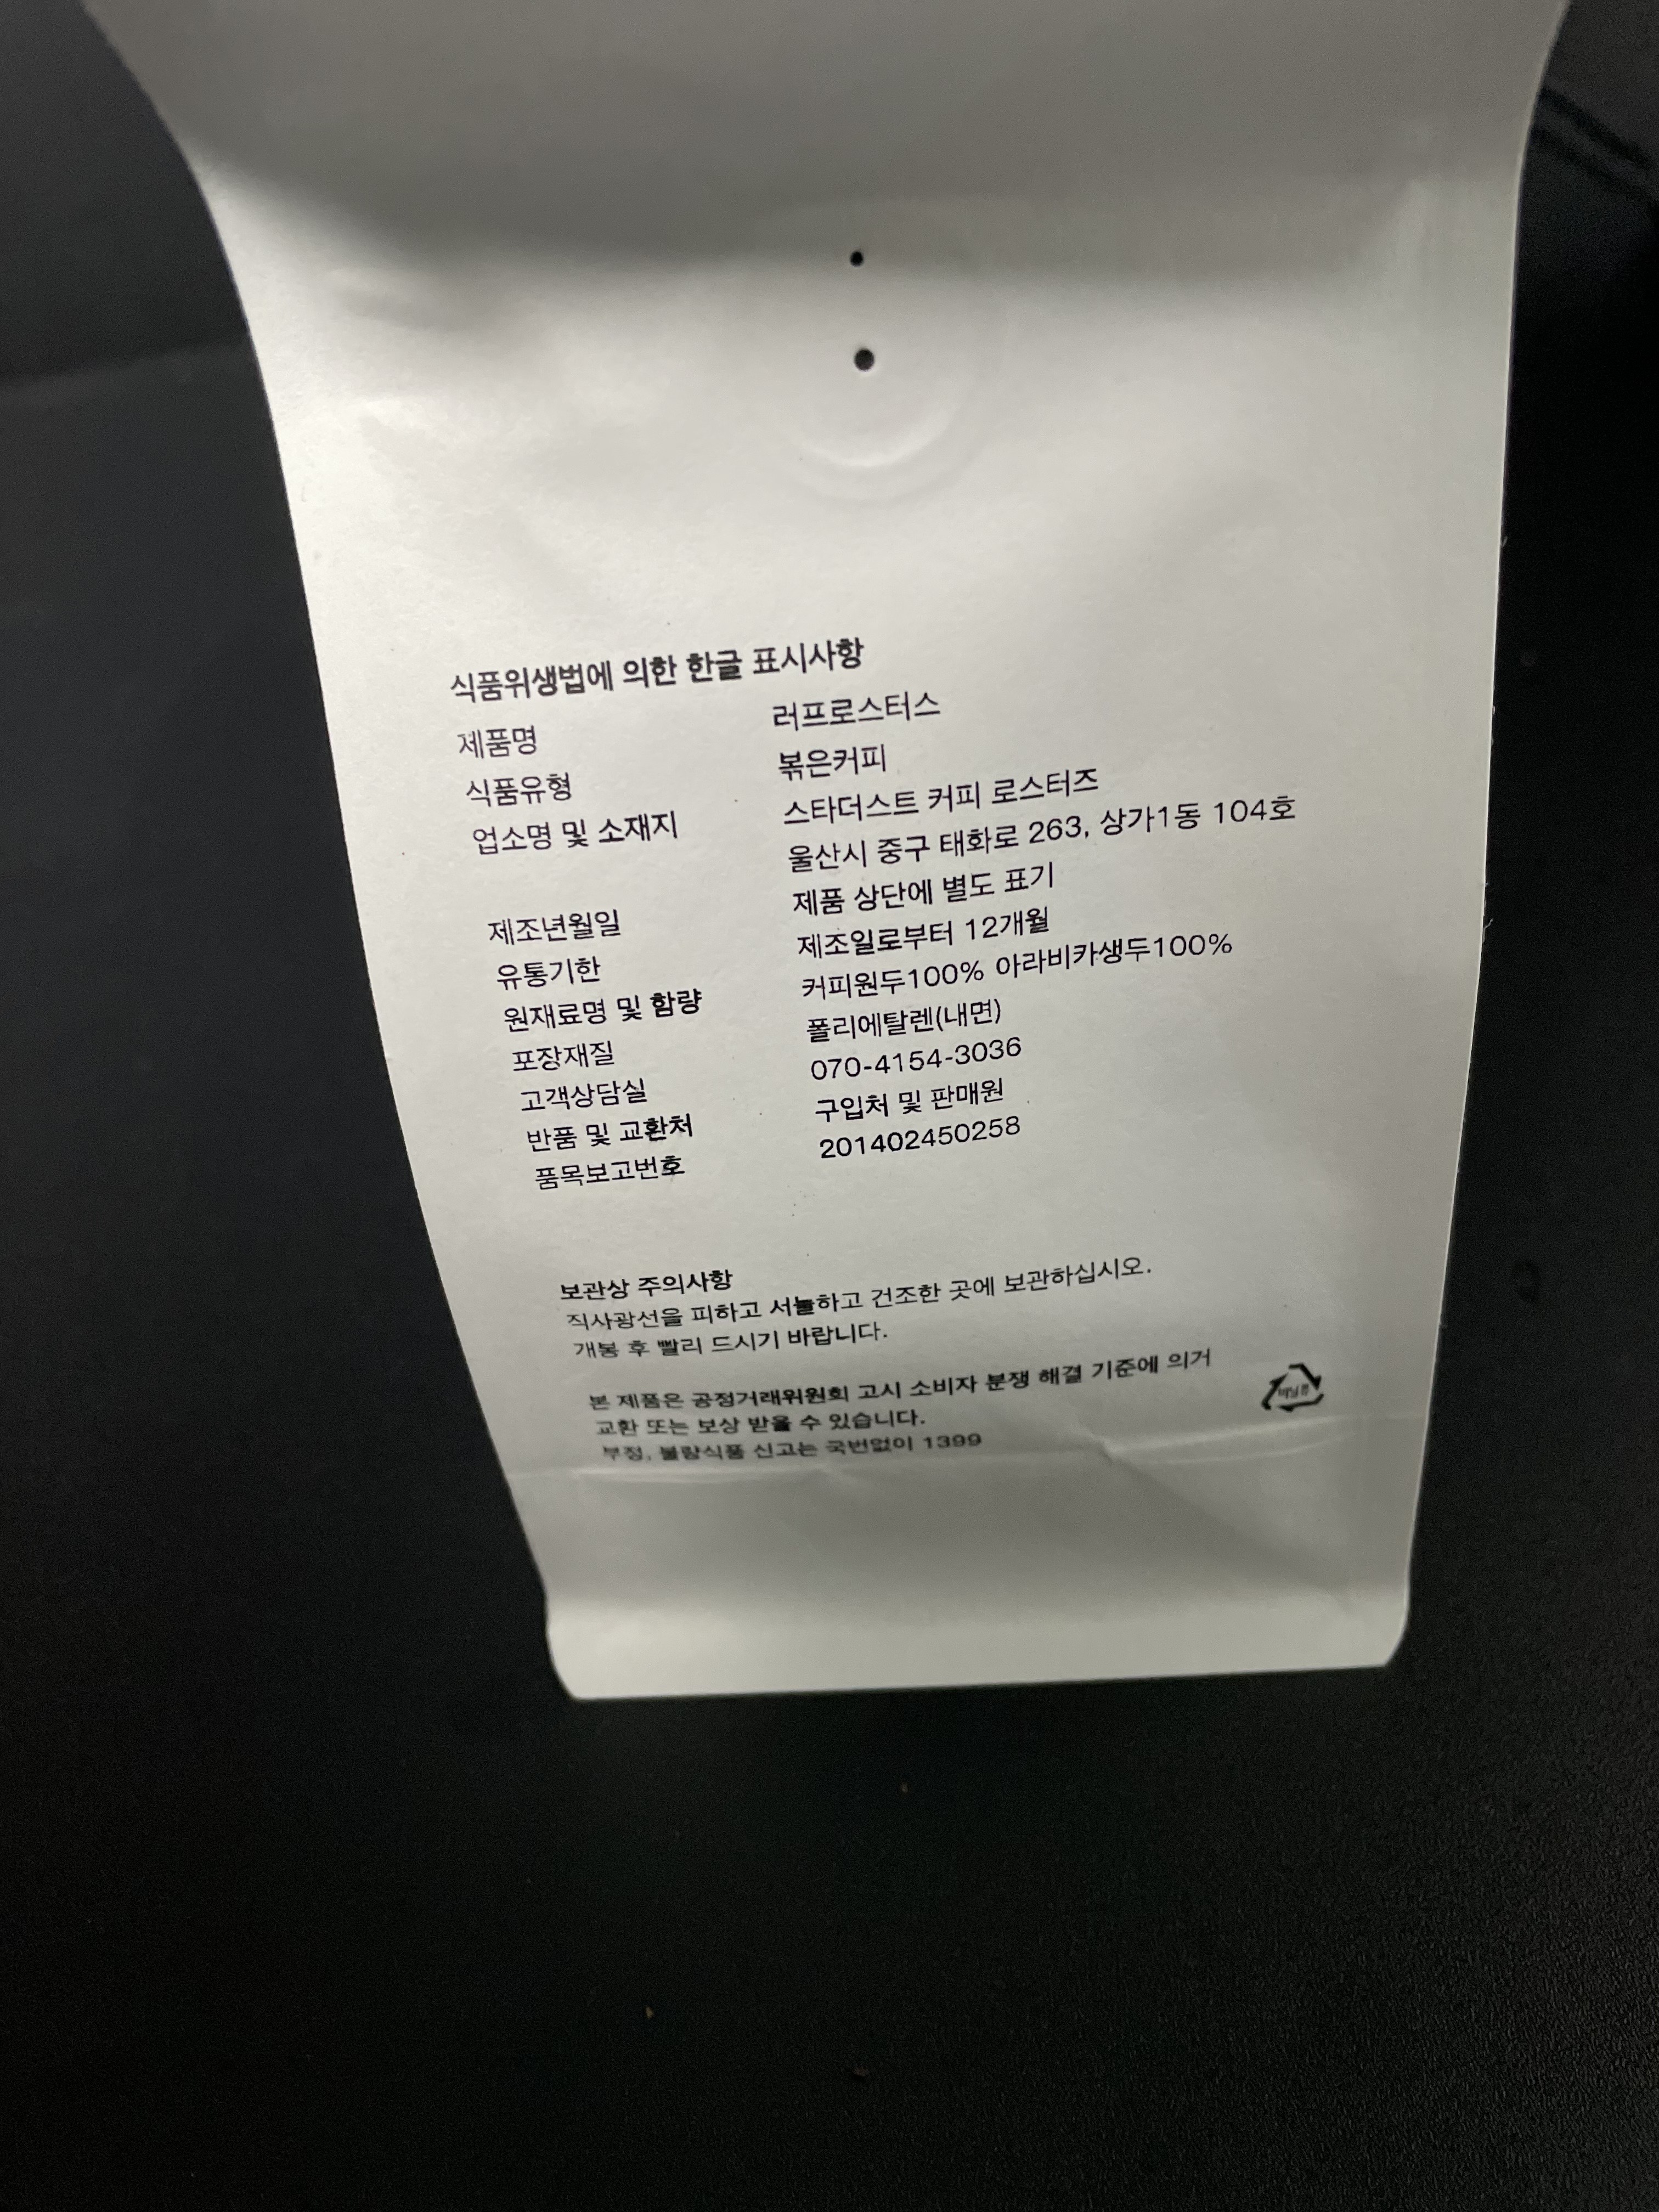 식품위생법에 의한 한글 표시사항
제품명 러프로스터스
식품유형 볶은커피
업소명 및 소재지 스타더스트 커피 로스터즈
울산시 중구 태화로 263, 상가1동 104호
제조년월일 제품 상단에 별도 표기
유통기한 제조일로부터 12개월
원재료명 및 함량 커피원두100% 아라비카생두100%
포장재질 폴리에탈렌(내면)
고객상담실 070-4154-3036
반품 및 교환처 구입처 및 판매원
품목보고번호 201402450258
보관상 주의사항
직사광선을 피하고 서늘하고 건조한 곳에 보관하십시오.
개봉 후 빨리 드시기 바랍니다.
본 제품은 공정거래위원회 고시 소비자 분쟁 해결 기준에 의거
교환 또는 보상 받을 수 있습니다.
부정, 불량식품 신고는 국번없이 1399
비닐류